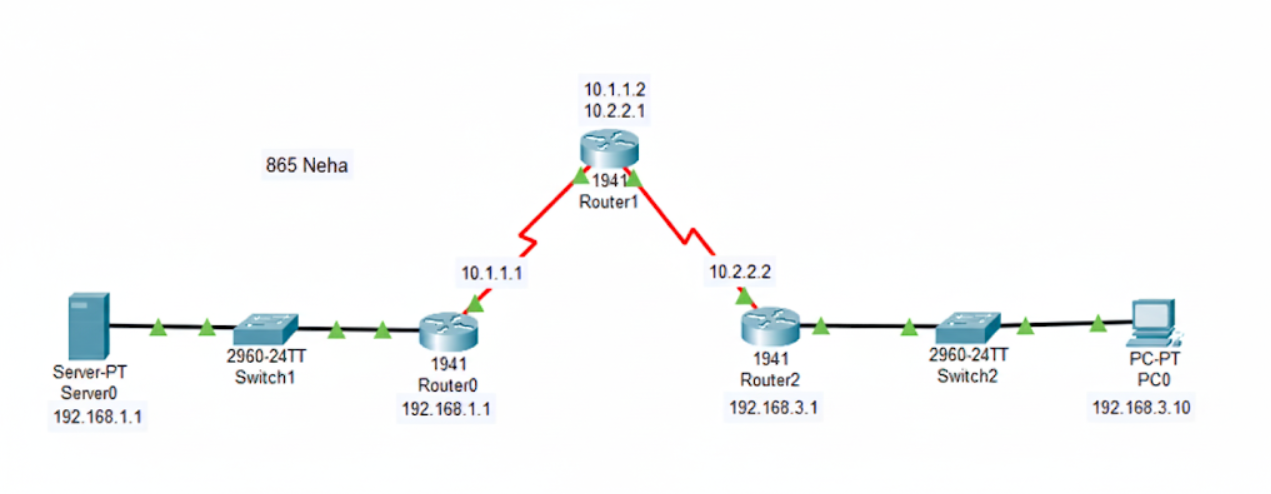 10.1.1.2
10.2.2.1
865 Neha
1941
Router1
10.1.1.1
10.2.2.2
Server-PT
Server0
192.168.1.1
2960-24TT
Switch1
1941
Router0
192.168.1.1
1941
Router2
192.168.3.1
2960-24TT
Switch2
PC-PT
PC0
192.168.3.10